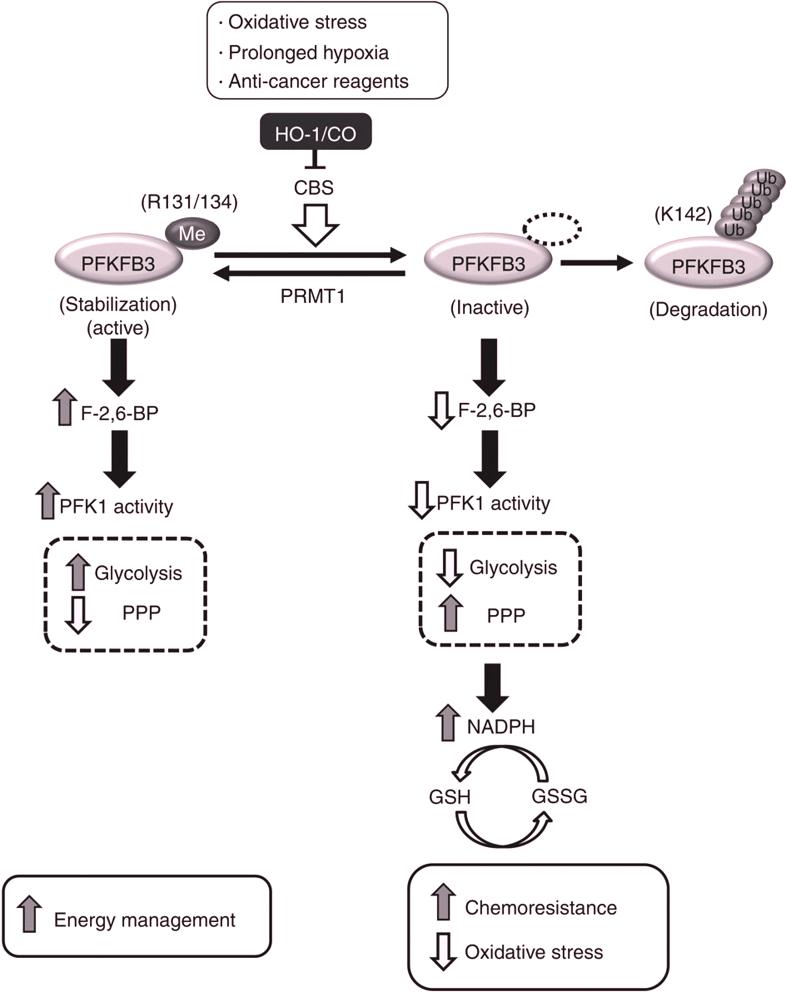 · Oxidative stress
· Prolonged hypoxia
· Anti-cancer reagents
HO-1/CO
CBS
(R131/134)
Me
PFKFB3
(Stabilization)
(active)
PRMT1
PFKFB3
(Inactive)
(K142)
Ub
Ub
Ub
Ub
Ub
PFKFB3
(Degradation)
F-2,6-BP
PFK1 activity
Glycolysis
PPP
F-2,6-BP
PFK1 activity
Glycolysis
PPP
NADPH
GSH
GSSG
Energy management
Chemoresistance
Oxidative stress